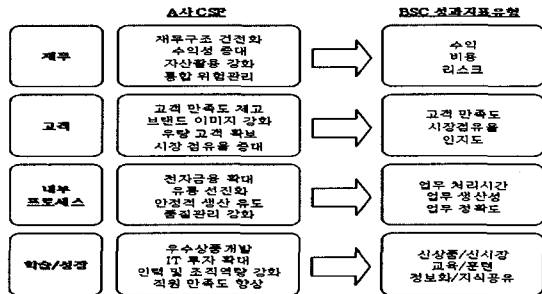 A사 CSP
BSC 성과지표유형
재무
재무구조 건전화
수익성 증대
자산활용 강화
통합 위험관리
수익
비용
리스크
고객
고객 만족도 제고
브랜드 이미지 강화
우량 고객 확보
시장 점유율 증대
고객 만족도
시장점유율
인지도
내부
프로세스
전자금융 확대
유통 선진화
안정적 생산 유도
품질관리 강화
업무 처리시간
업무 생산성
업무 정확도
학습/성장
우수상품개발
IT 투자 확대
인력 및 조직역량 강화
직원 만족도 향상
신상품/신시장
교육/훈련
정보화/지식공유